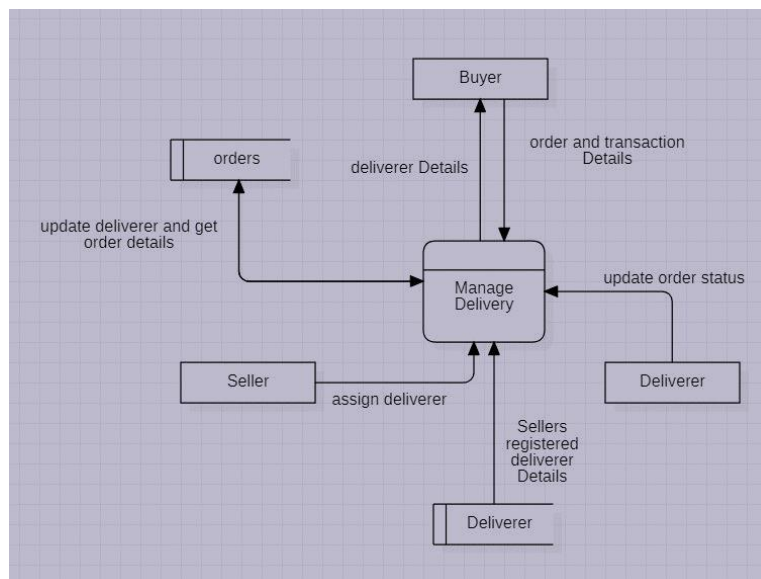 Buyer
order and transaction
Details
orders
deliverer Details
update deliverer and get
order details
Manage
Delivery
update order status
Seller
assign deliverer
Deliverer
Sellers
registered
deliverer
Details
Deliverer